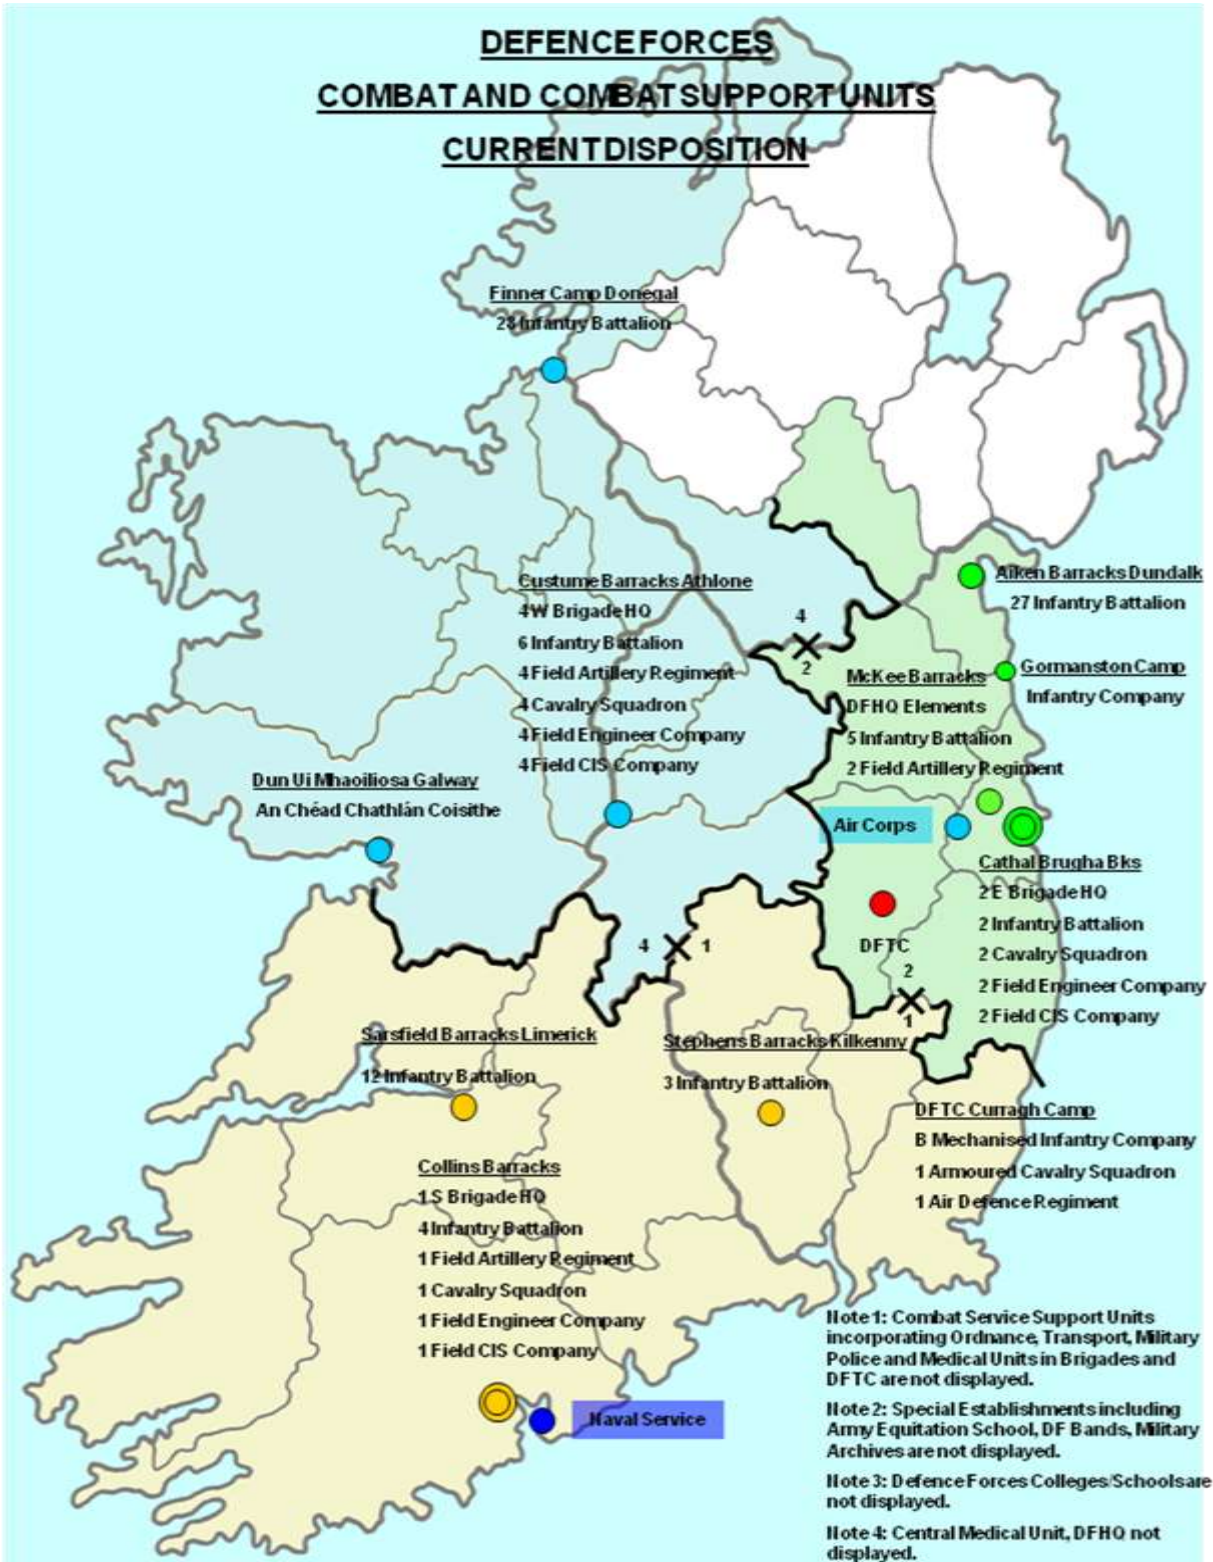 DEFENCE FORCES
COMBAT AND COMBAT SUPPORT UNITS
CURRENT DISPOSITION
Finner Camp Donegal
28 Infantry Battalion
Custume Barracks Athlone
4W Brigade HQ
6 Infantry Battalion
4 Field Artillery Regiment
4 Cavalry Squadron
4 Field Engineer Company
4 Field CIS Company
Dun Ui Mhaoiliosa Galway
An Chéad Chathlán Coisithe
Aiken Barracks Dundalk
27 Infantry Battalion
Gormanston Camp
Infantry Company
4
2
McKee Barracks
DFHQ Elements
5 Infantry Battalion
2 Field Artillery Regiment
Air Corps
Cathal Brugha Bks
2 E Brigade HQ
2 Infantry Battalion
2 Cavalry Squadron
2 Field Engineer Company
2 Field CIS Company
DFTC
4
1
2
1
Sarsfield Barracks Limerick
12 Infantry Battalion
Stephens Barracks Kilkenny
3 Infantry Battalion
DFTC Curragh Camp
B Mechanised Infantry Company
1 Armoured Cavalry Squadron
1 Air Defence Regiment
Collins Barracks
1 S Brigade HQ
4 Infantry Battalion
1 Field Artillery Regiment
1 Cavalry Squadron
1 Field Engineer Company
1 Field CIS Company
Naval Service
Note 1: Combat Service Support Units
incorporating Ordnance, Transport, Military
Police and Medical Units in Brigades and
DFTC are not displayed.
Note 2: Special Establishments including
Army Equitation School, DF Bands, Military
Archives are not displayed.
Note 3: Defence Forces Colleges/Schools are
not displayed.
Note 4: Central Medical Unit, DFHQ not
displayed.